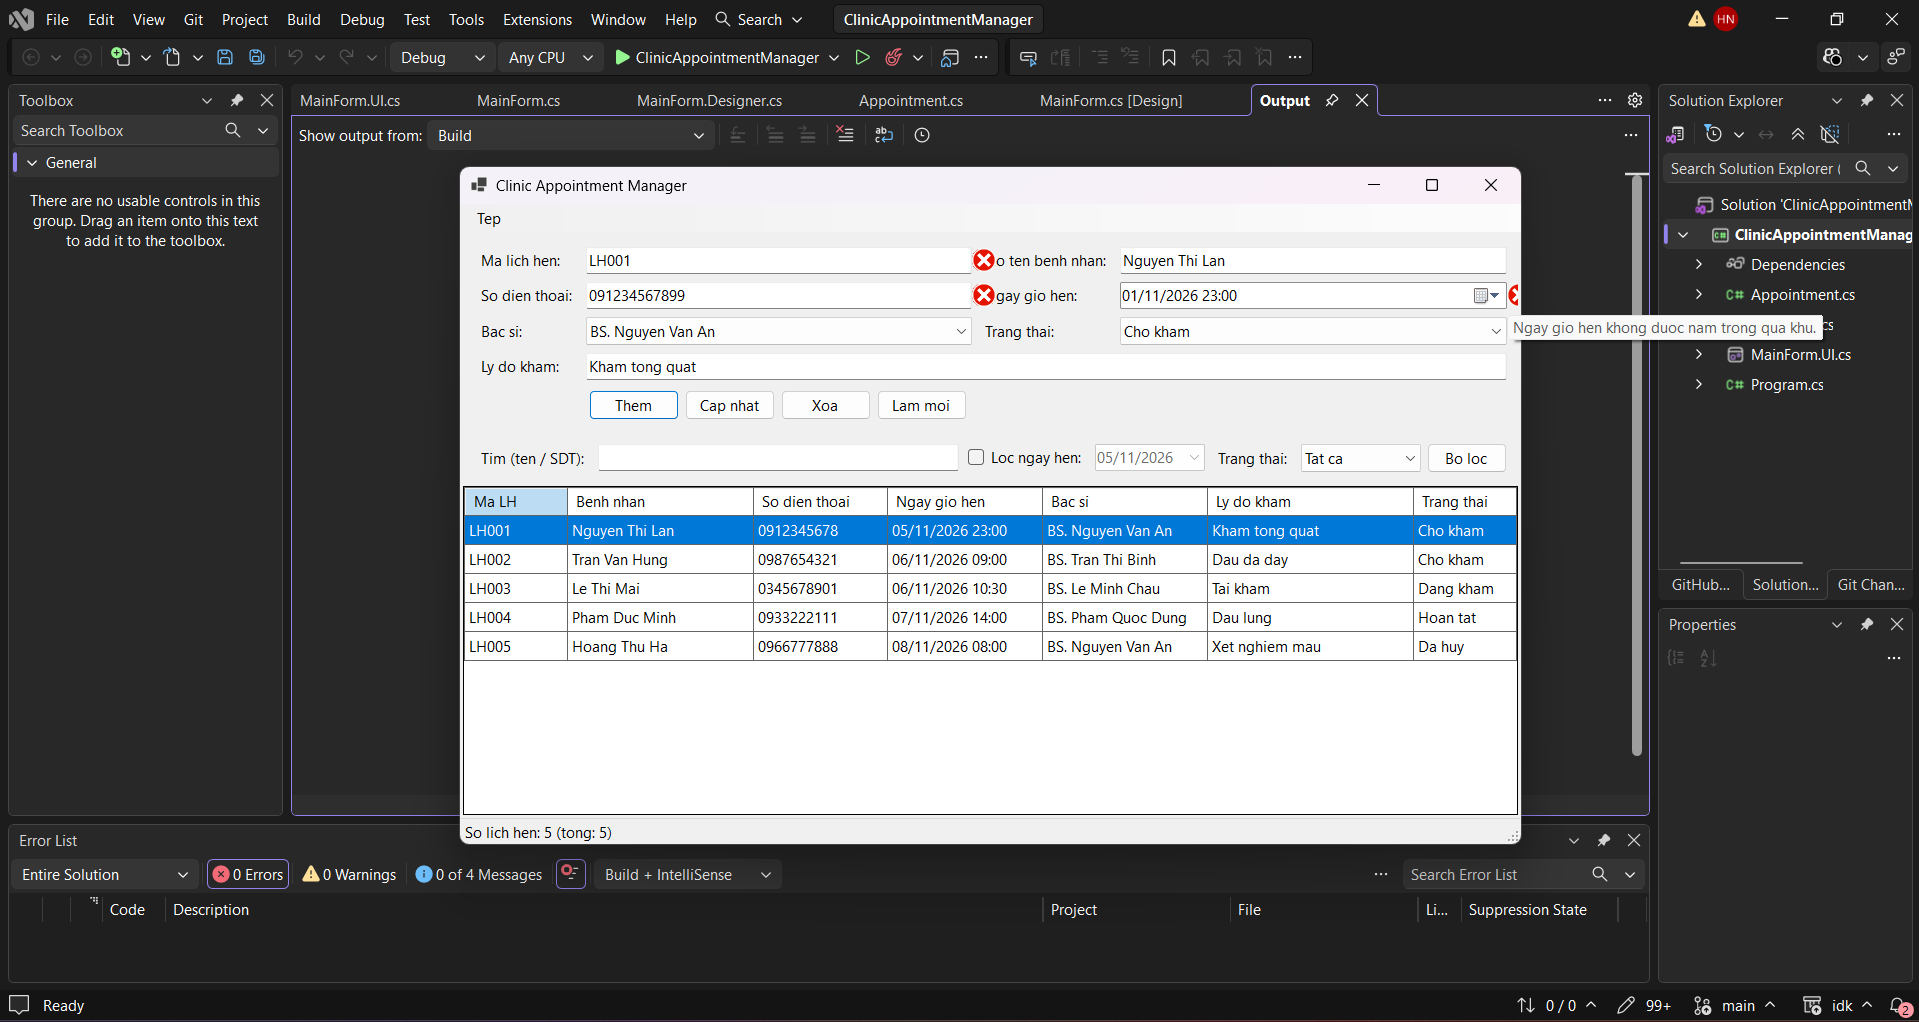 File Edit View Git Project Build Debug Test Tools Extensions Window Help Search ClinicAppointmentManager HN
Debug Any CPU ClinicAppointmentManager
Toolbox
Search Toolbox
General
There are no usable controls in this
group. Drag an item onto this text
to add it to the toolbox.
MainForm.UI.cs MainForm.cs MainForm.Designer.cs Appointment.cs MainForm.cs [Design] Output
Show output from: Build
Clinic Appointment Manager
Tep
Ma lich hen: LH001 o ten benh nhan: Nguyen Thi Lan
So dien thoai: 091234567899 gay gio hen: 01/11/2026 23:00
Bac si: BS. Nguyen Van An Trang thai: Cho kham
Ngay gio hen khong duoc nam trong qua khu.
Ly do kham: Kham tong quat
Them Cap nhat Xoa Lam moi
Tim (ten / SDT): Loc ngay hen: 05/11/2026 Trang thai: Tat ca Bo loc
Ma LH Benh nhan So dien thoai Ngay gio hen Bac si Ly do kham Trang thai
LH001 Nguyen Thi Lan 0912345678 05/11/2026 23:00 BS. Nguyen Van An Kham tong quat Cho kham
LH002 Tran Van Hung 0987654321 06/11/2026 09:00 BS. Tran Thi Binh Dau da day Cho kham
LH003 Le Thi Mai 0345678901 06/11/2026 10:30 BS. Le Minh Chau Tai kham Dang kham
LH004 Pham Duc Minh 0933222111 07/11/2026 14:00 BS. Pham Quoc Dung Dau lung Hoan tat
LH005 Hoang Thu Ha 0966777888 08/11/2026 08:00 BS. Nguyen Van An Xet nghiem mau Da huy
So lich hen: 5 (tong: 5)
Solution Explorer
Search Solution Explorer (
Solution 'ClinicAppointmentM
ClinicAppointmentManag
Dependencies
Appointment.cs
cs
MainForm.UI.cs
Program.cs
GitHub... Solution... Git Chan...
Properties
Error List
Entire Solution 0 Errors 0 Warnings 0 of 4 Messages Build + IntelliSense Search Error List
Code Description Project File Li... Suppression State
Ready 0 / 0 99+ main idk 2